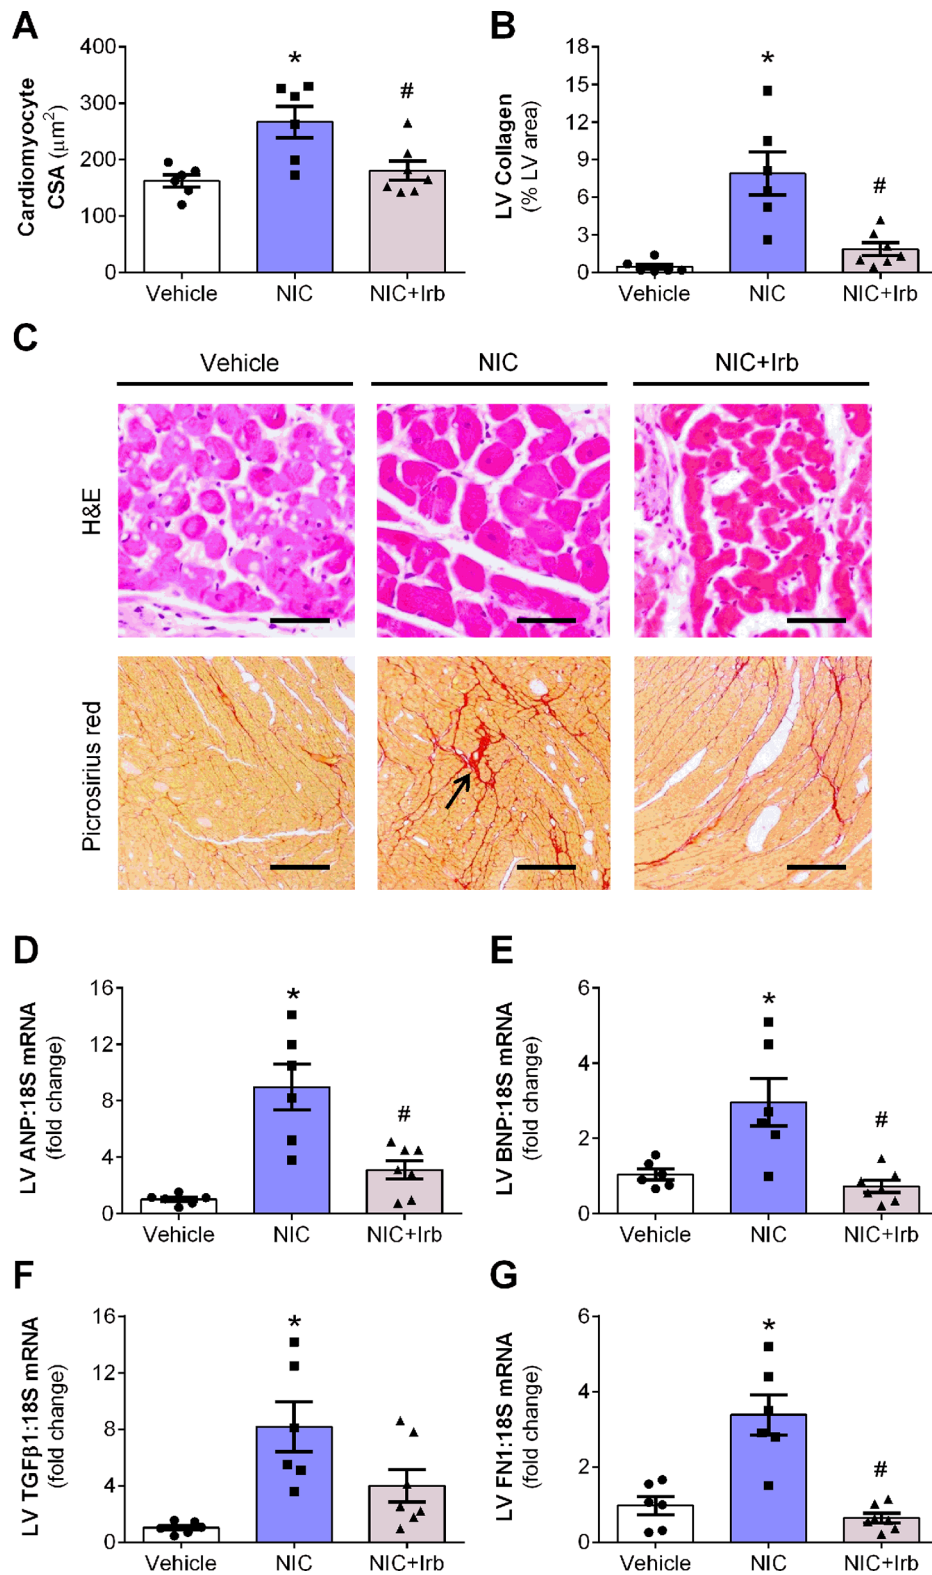 A
Cardiomyocyte
CSA (μm²)
400
300
200
100
0
*
#
Vehicle
NIC
NIC+Irb
B
LV Collagen
(% LV area)
18
15
12
9
6
3
0
*
#
Vehicle
NIC
NIC+Irb
C
Vehicle
NIC
NIC+Irb
H&E
Picrosirius red
D
LV ANP:18S mRNA
(fold change)
16
12
8
4
0
*
#
Vehicle
NIC
NIC+Irb
E
LV BNP:18S mRNA
(fold change)
6
4
2
0
*
#
Vehicle
NIC
NIC+Irb
F
LV TGFβ1:18S mRNA
(fold change)
16
12
8
4
0
*
Vehicle
NIC
NIC+Irb
G
LV FN1:18S mRNA
(fold change)
6
4
2
0
*
#
Vehicle
NIC
NIC+Irb